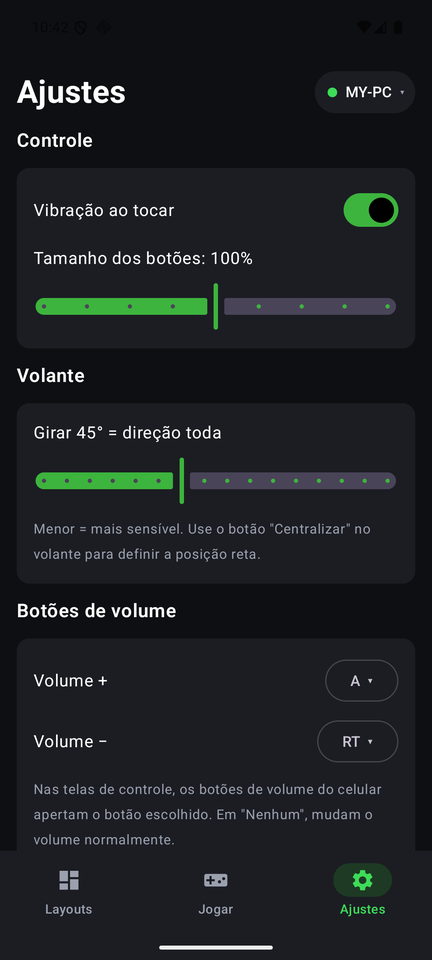 10:42
Ajustes
MY-PC
Controle
Vibração ao tocar
Tamanho dos botões: 100%
Volante
Girar 45° = direção toda
Menor = mais sensível. Use o botão "Centralizar" no
volante para definir a posição reta.
Botões de volume
Volume +
A
Volume −
RT
Nas telas de controle, os botões de volume do celular
apertam o botão escolhido. Em "Nenhum", mudam o
volume normalmente.
Layouts
Jogar
Ajustes